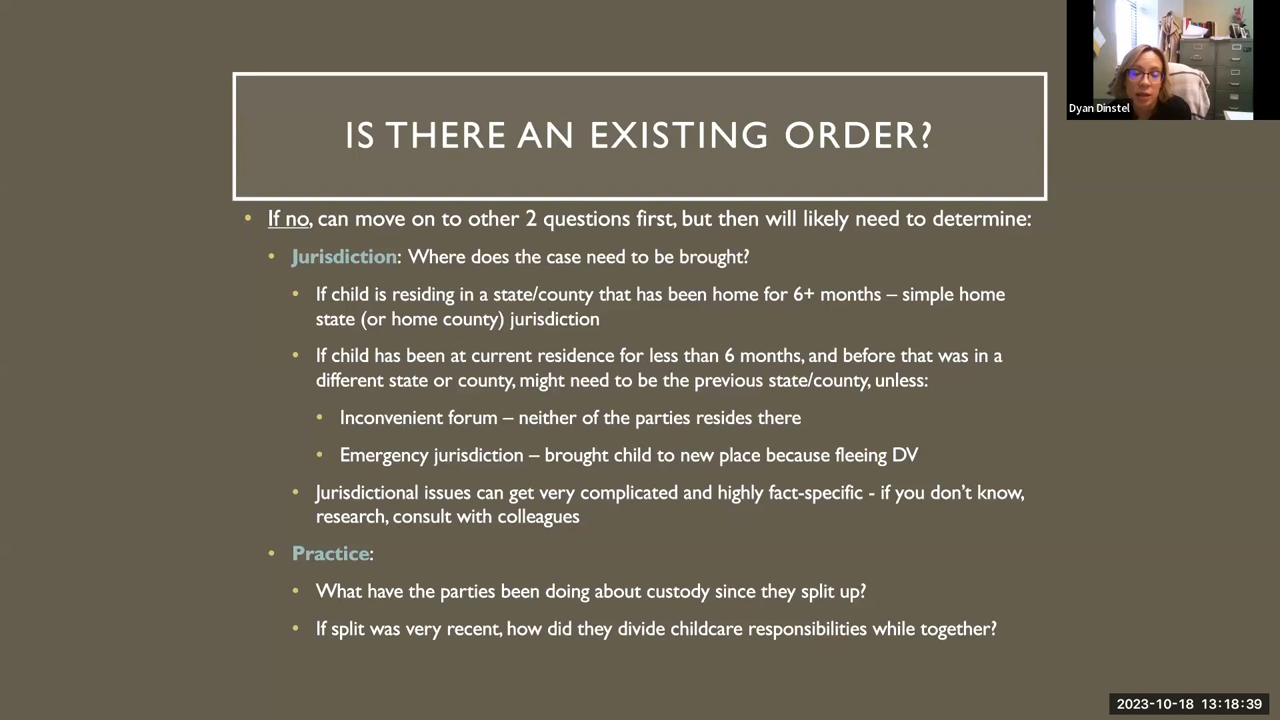 Dyan Dinstel
IS THERE AN EXISTING ORDER?
• If no, can move on to other 2 questions first, but then will likely need to determine:
• Jurisdiction: Where does the case need to be brought?
• If child is residing in a state/county that has been home for 6+ months – simple home
state (or home county) jurisdiction
• If child has been at current residence for less than 6 months, and before that was in a
different state or county, might need to be the previous state/county, unless:
• Inconvenient forum – neither of the parties resides there
• Emergency jurisdiction – brought child to new place because fleeing DV
• Jurisdictional issues can get very complicated and highly fact-specific - if you don't know,
research, consult with colleagues
• Practice:
• What have the parties been doing about custody since they split up?
• If split was very recent, how did they divide childcare responsibilities while together?
2023-10-18 13:18:39